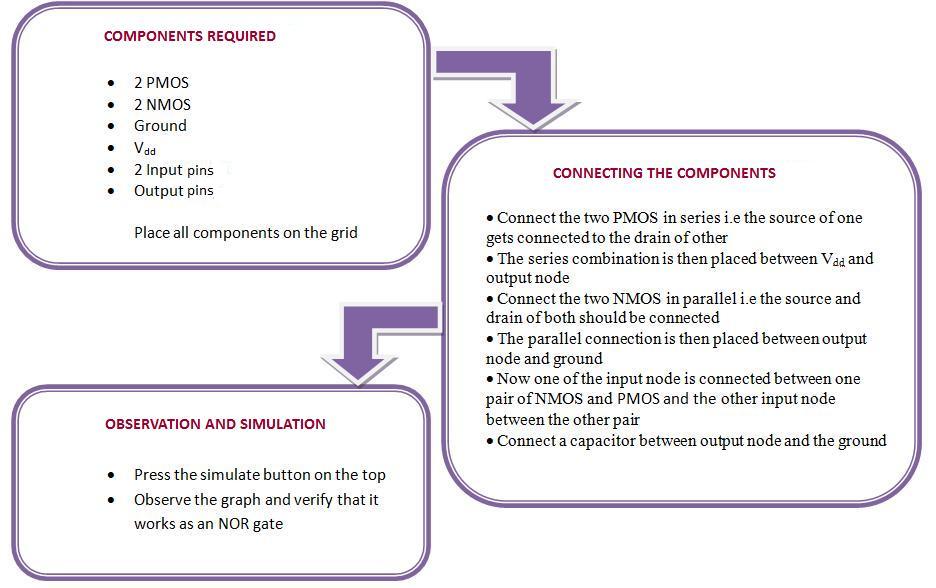 COMPONENTS REQUIRED
• 2 PMOS
• 2 NMOS
• Ground
• Vdd
• 2 Input pins
• Output pins
Place all components on the grid
CONNECTING THE COMPONENTS
• Connect the two PMOS in series i.e the source of one
gets connected to the drain of other
• The series combination is then placed between Vdd and
output node
• Connect the two NMOS in parallel i.e the source and
drain of both should be connected
• The parallel connection is then placed between output
node and ground
• Now one of the input node is connected between one
pair of NMOS and PMOS and the other input node
between the other pair
• Connect a capacitor between output node and the ground
OBSERVATION AND SIMULATION
• Press the simulate button on the top
• Observe the graph and verify that it
works as an NOR gate